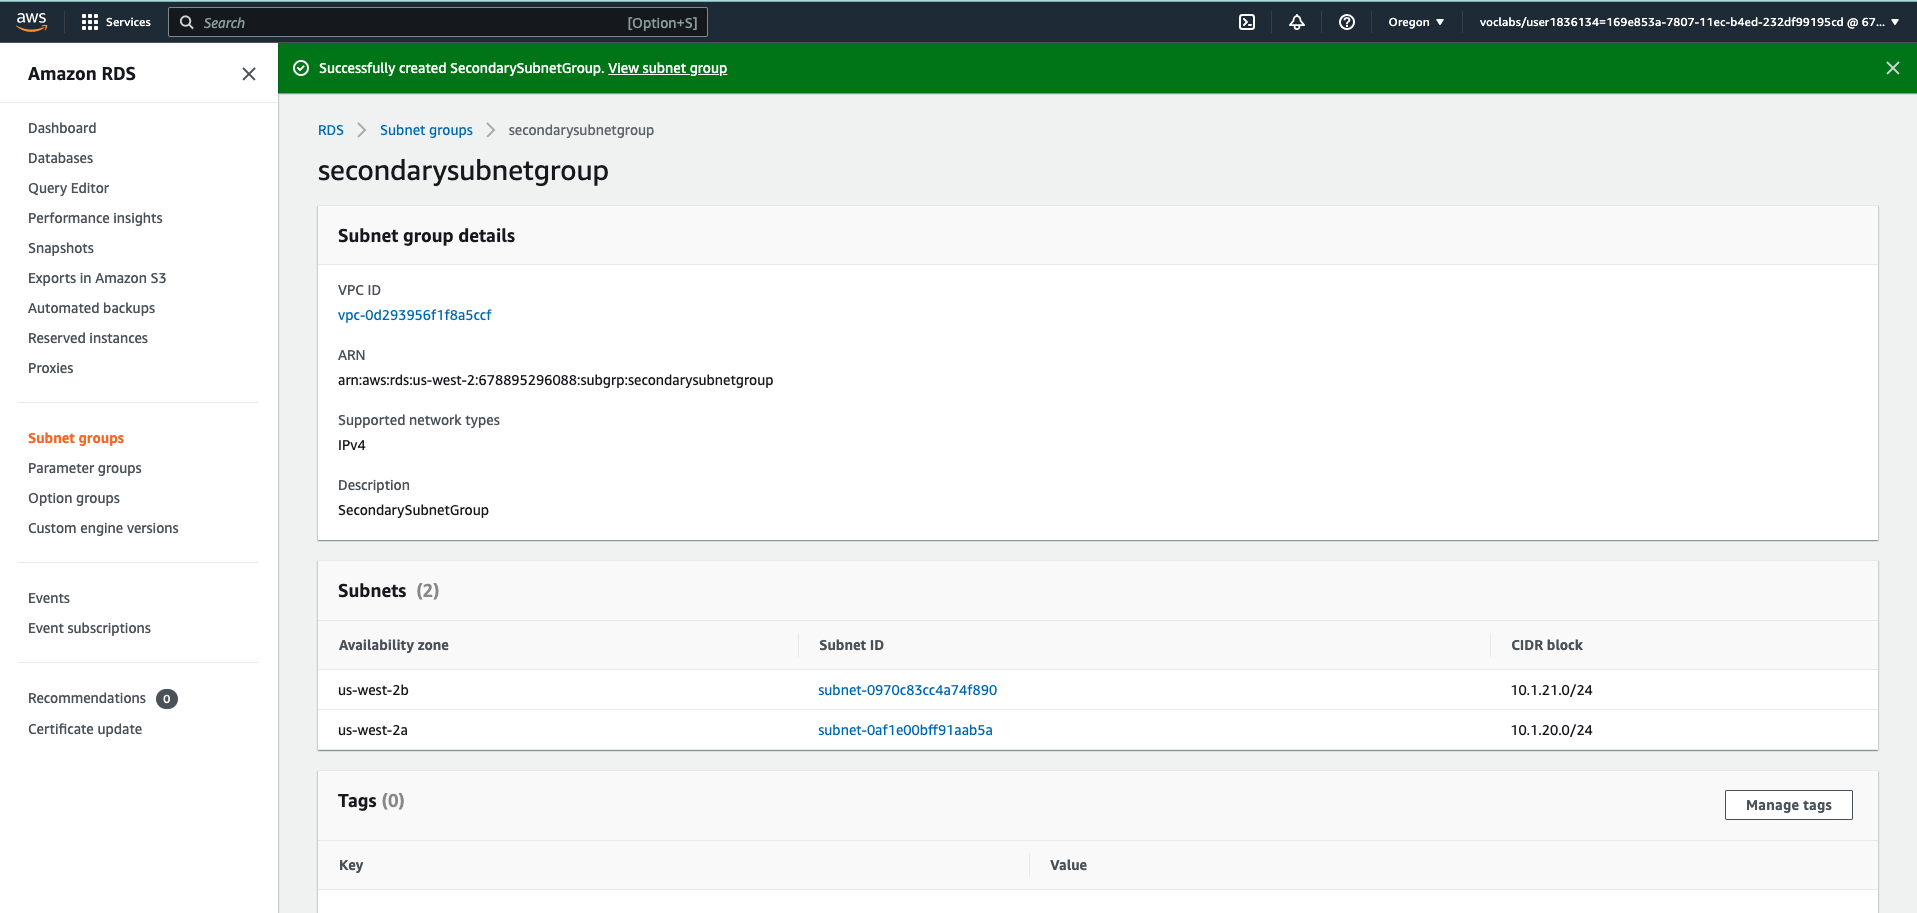 aws Services Search [Option+S] Oregon voclabs/user1836134=169e853a-7807-11ec-b4ed-232df99195cd @ 67...
Amazon RDS
Successfully created SecondarySubnetGroup. View subnet group
Dashboard
Databases
Query Editor
Performance insights
Snapshots
Exports in Amazon S3
Automated backups
Reserved instances
Proxies
Subnet groups
Parameter groups
Option groups
Custom engine versions
Events
Event subscriptions
Recommendations 0
Certificate update
RDS Subnet groups secondarysubnetgroup
secondarysubnetgroup
Subnet group details
VPC ID
vpc-0d293956f1f8a5ccf
ARN
arn:aws:rds:us-west-2:678895296088:subgrp:secondarysubnetgroup
Supported network types
IPv4
Description
SecondarySubnetGroup
Subnets (2)
Availability zone Subnet ID CIDR block
us-west-2b subnet-0970c83cc4a74f890 10.1.21.0/24
us-west-2a subnet-0af1e00bff91aab5a 10.1.20.0/24
Tags (0)
Manage tags
Key Value